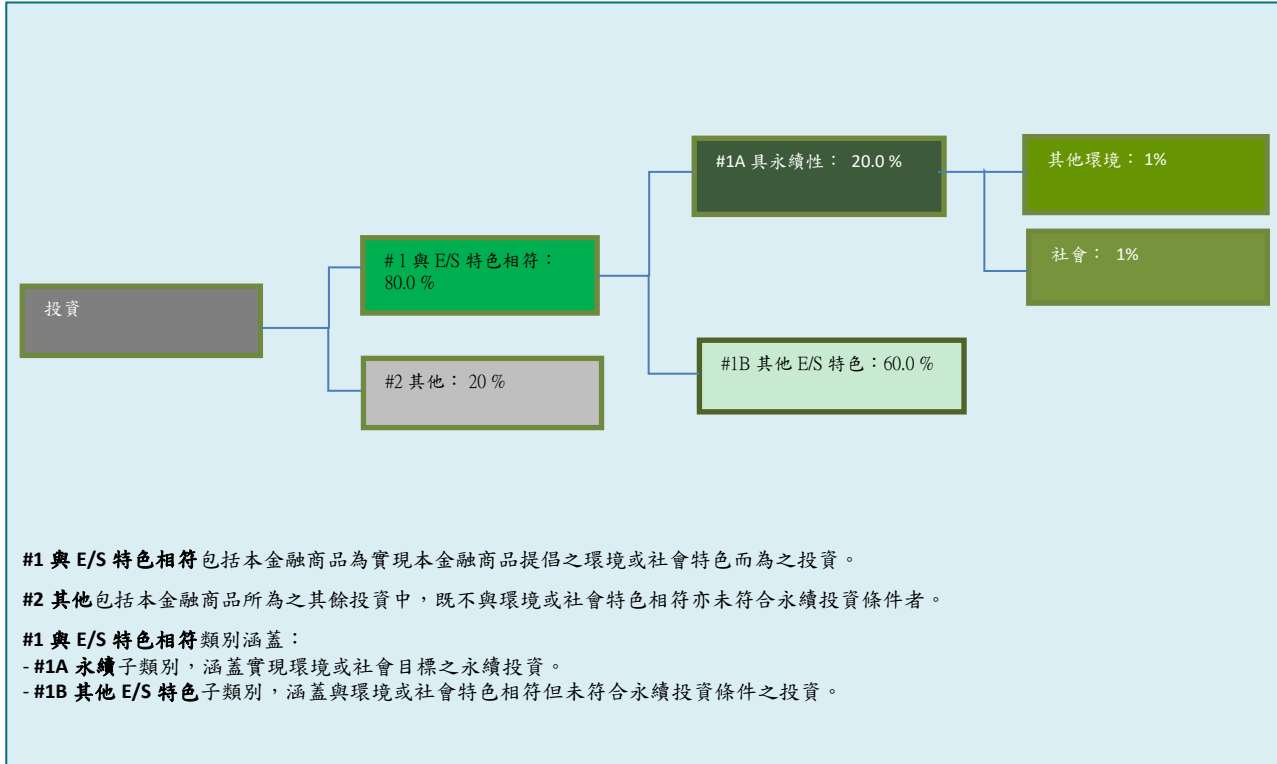 投資
# 1 與 E/S 特色相符：
80.0 %
#2 其他： 20 %
#1A 具永續性： 20.0 %
#1B 其他 E/S 特色：60.0 %
其他環境： 1%
社會： 1%
#1 與 E/S 特色相符包括本金融商品為實現本金融商品提倡之環境或社會特色而為之投資。
#2 其他包括本金融商品所為之其餘投資中，既不與環境或社會特色相符亦未符合永續投資條件者。
#1 與 E/S 特色相符類別涵蓋：
- #1A 永續子類別，涵蓋實現環境或社會目標之永續投資。
- #1B 其他 E/S 特色子類別，涵蓋與環境或社會特色相符但未符合永續投資條件之投資。